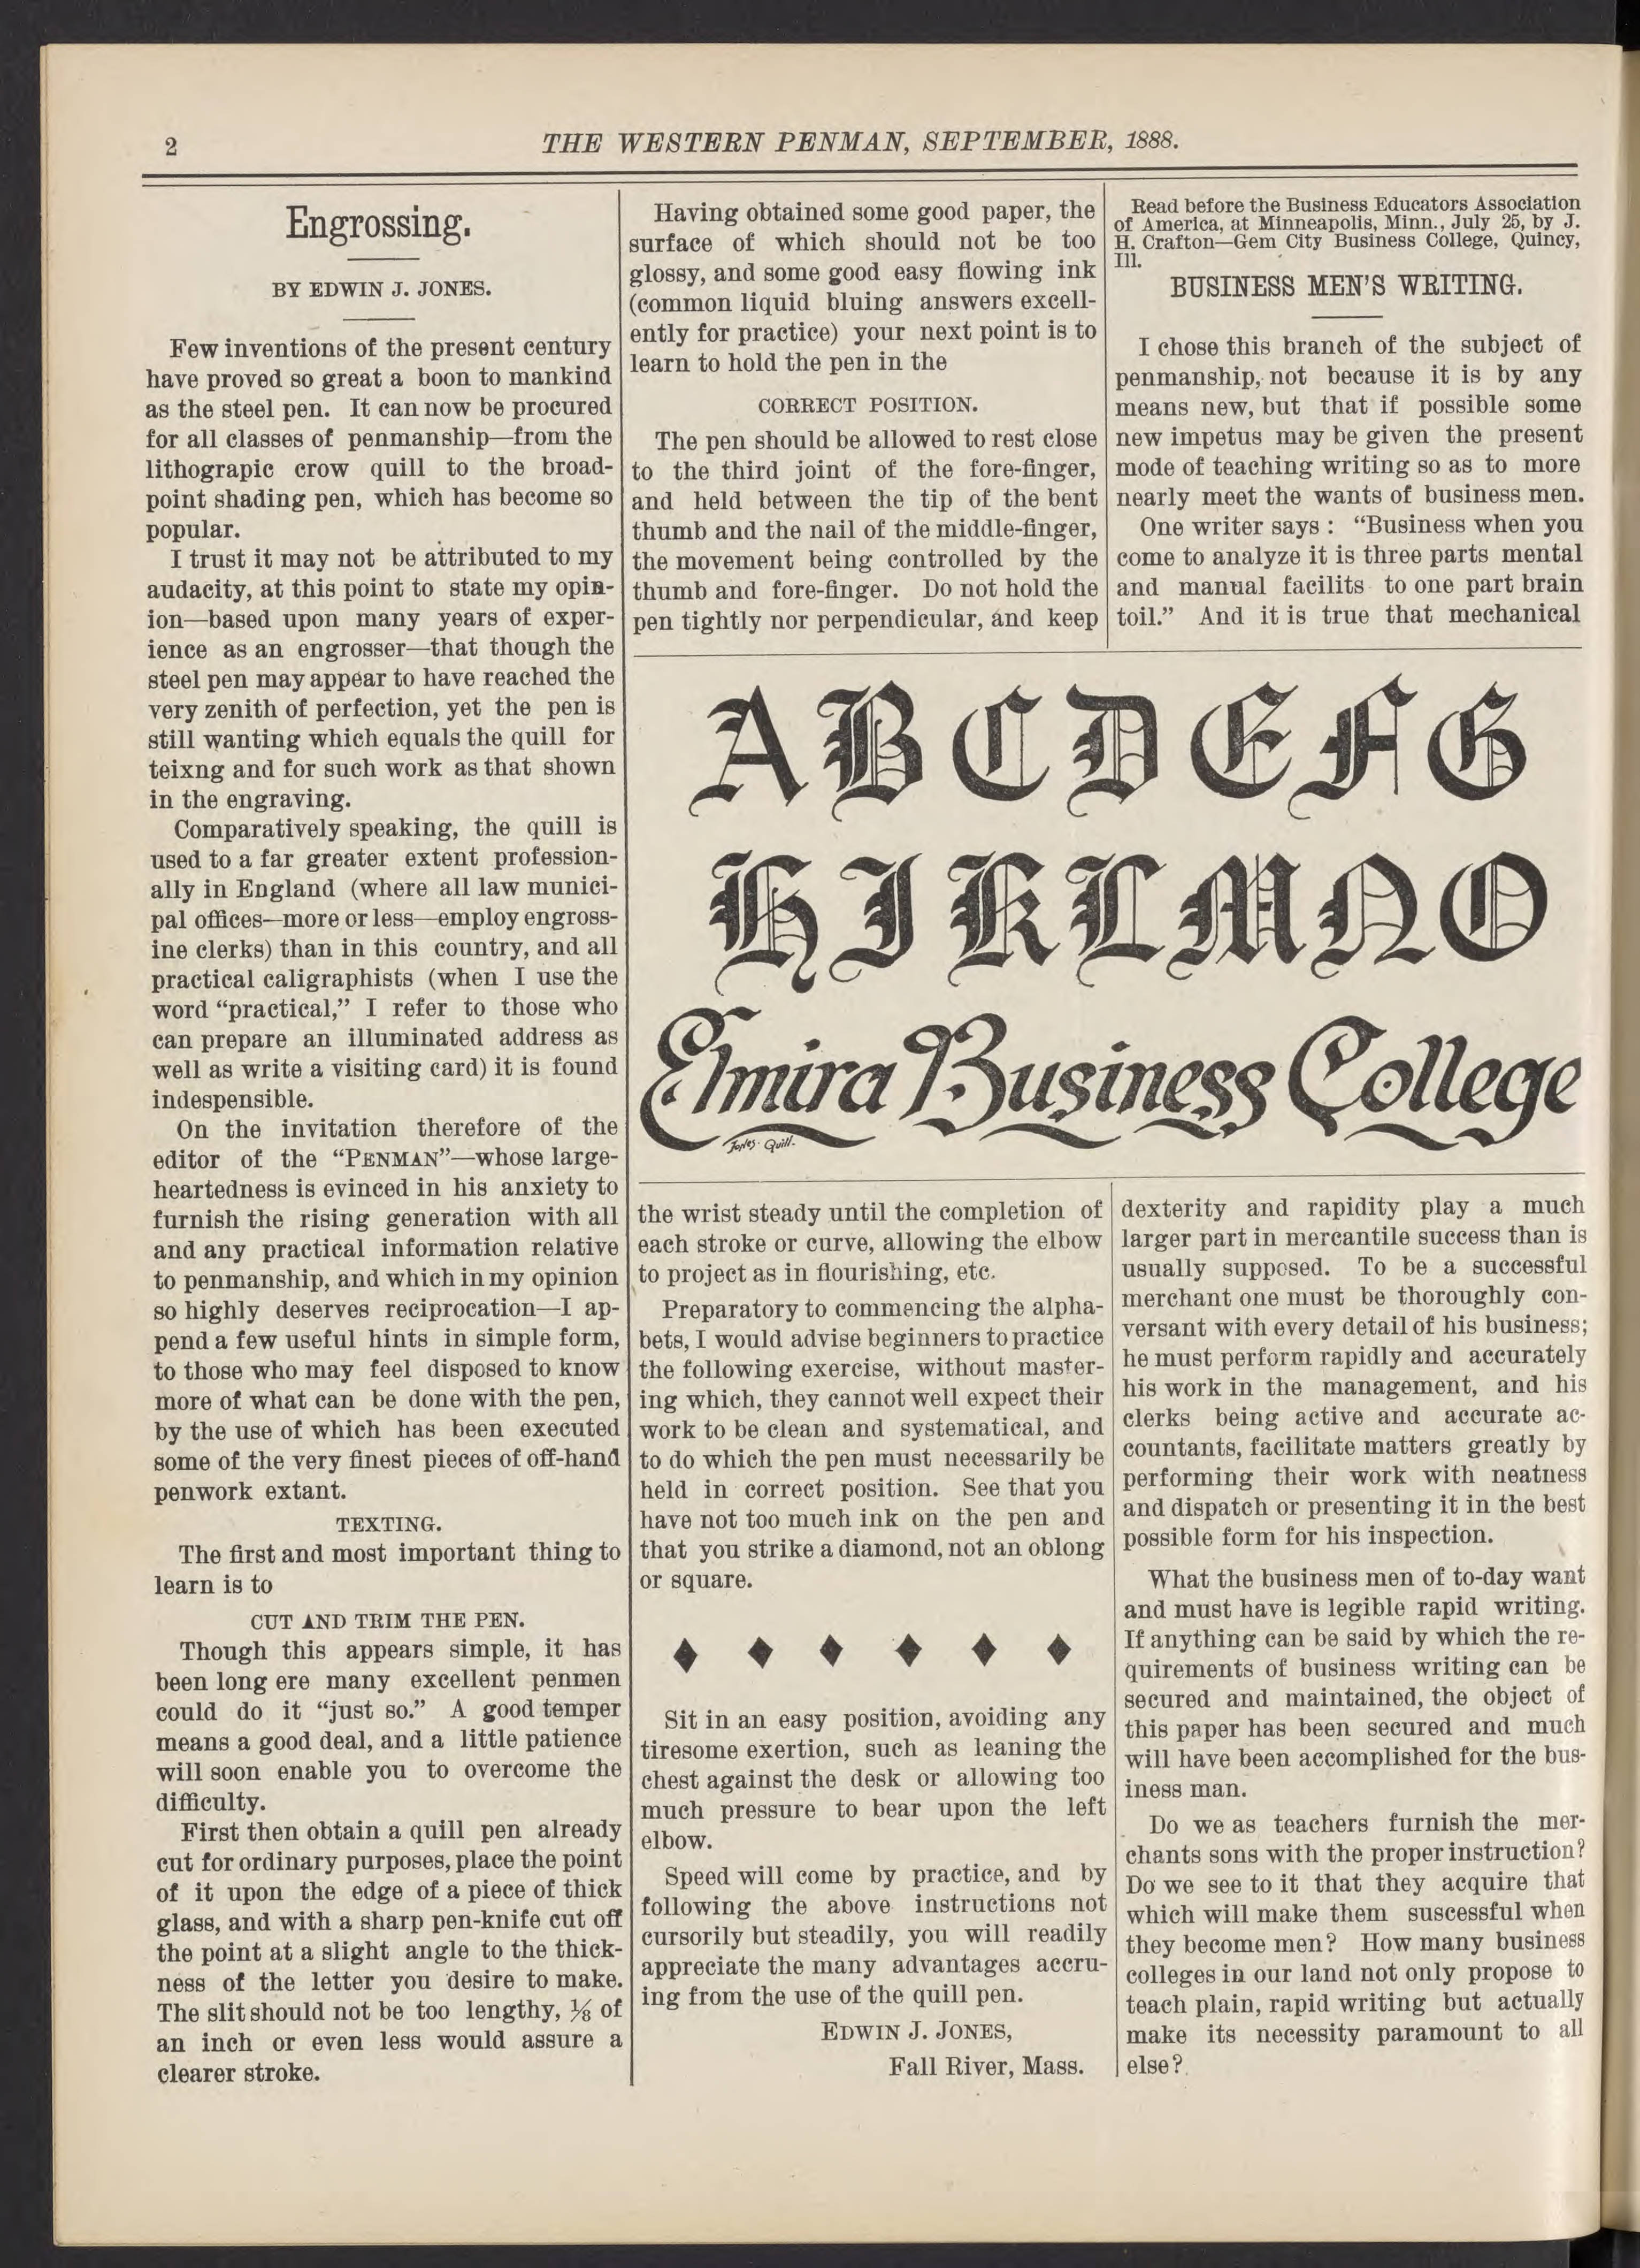 2
THE WESTERN PENMAN, SEPTEMBER, 1888.
Engrossing.
BY EDWIN J. JONES.
Few inventions of the present century
have proved so great a boon to mankind
as the steel pen. It can now be procured
for all classes of penmanship—from the
lithograpic crow quill to the broad-
point shading pen, which has become so
popular.
I trust it may not be attributed to my
audacity, at this point to state my opin-
ion—based upon many years of exper-
ience as an engrosser—that though the
steel pen may appear to have reached the
very zenith of perfection, yet the pen is
still wanting which equals the quill for
teixng and for such work as that shown
in the engraving.
Comparatively speaking, the quill is
used to a far greater extent profession-
ally in England (where all law munici-
pal offices—more or less—employ engross-
ine clerks) than in this country, and all
practical caligraphists (when I use the
word “practical,” I refer to those who
can prepare an illuminated address as
well as write a visiting card) it is found
indespensible.
On the invitation therefore of the
editor of the “PENMAN”—whose large-
heartedness is evinced in his anxiety to
furnish the rising generation with all
and any practical information relative
to penmanship, and which in my opinion
so highly deserves reciprocation—I ap-
pend a few useful hints in simple form,
to those who may feel disposed to know
more of what can be done with the pen,
by the use of which has been executed
some of the very finest pieces of off-hand
penwork extant.
TEXTING.
The first and most important thing to
learn is to
CUT AND TRIM THE PEN.
Though this appears simple, it has
been long ere many excellent penmen
could do it “just so.” A good temper
means a good deal, and a little patience
will soon enable you to overcome the
difficulty.
First then obtain a quill pen already
cut for ordinary purposes, place the point
of it upon the edge of a piece of thick
glass, and with a sharp pen-knife cut off
the point at a slight angle to the thick-
ness of the letter you desire to make.
The slit should not be too lengthy, ⅛ of
an inch or even less would assure a
clearer stroke.
Having obtained some good paper, the
surface of which should not be too
glossy, and some good easy flowing ink
(common liquid bluing answers excell-
ently for practice) your next point is to
learn to hold the pen in the
CORRECT POSITION.
The pen should be allowed to rest close
to the third joint of the fore-finger,
and held between the tip of the bent
thumb and the nail of the middle-finger,
the movement being controlled by the
thumb and fore-finger. Do not hold the
pen tightly nor perpendicular, and keep
A B C D E F G
H I K L M N O
Elmira Business College
Jones. Quill.
the wrist steady until the completion of
each stroke or curve, allowing the elbow
to project as in flourishing, etc.
Preparatory to commencing the alpha-
bets, I would advise beginners to practice
the following exercise, without master-
ing which, they cannot well expect their
work to be clean and systematical, and
to do which the pen must necessarily be
held in correct position. See that you
have not too much ink on the pen and
that you strike a diamond, not an oblong
or square.
Sit in an easy position, avoiding any
tiresome exertion, such as leaning the
chest against the desk or allowing too
much pressure to bear upon the left
elbow.
Speed will come by practice, and by
following the above instructions not
cursorily but steadily, you will readily
appreciate the many advantages accru-
ing from the use of the quill pen.
EDWIN J. JONES,
Fall River, Mass.
Read before the Business Educators Association
of America, at Minneapolis, Minn., July 25, by J.
H. Crafton—Gem City Business College, Quincy,
Ill.
BUSINESS MEN'S WRITING.
I chose this branch of the subject of
penmanship, not because it is by any
means new, but that if possible some
new impetus may be given the present
mode of teaching writing so as to more
nearly meet the wants of business men.
One writer says : “Business when you
come to analyze it is three parts mental
and manual facilits to one part brain
toil.” And it is true that mechanical
dexterity and rapidity play a much
larger part in mercantile success than is
usually supposed. To be a successful
merchant one must be thoroughly con-
versant with every detail of his business;
he must perform rapidly and accurately
his work in the management, and his
clerks being active and accurate ac-
countants, facilitate matters greatly by
performing their work with neatness
and dispatch or presenting it in the best
possible form for his inspection.
What the business men of to-day want
and must have is legible rapid writing.
If anything can be said by which the re-
quirements of business writing can be
secured and maintained, the object of
this paper has been secured and much
will have been accomplished for the bus-
iness man.
Do we as teachers furnish the mer-
chants sons with the proper instruction?
Do we see to it that they acquire that
which will make them suscessful when
they become men? How many business
colleges in our land not only propose to
teach plain, rapid writing but actually
make its necessity paramount to all
else?